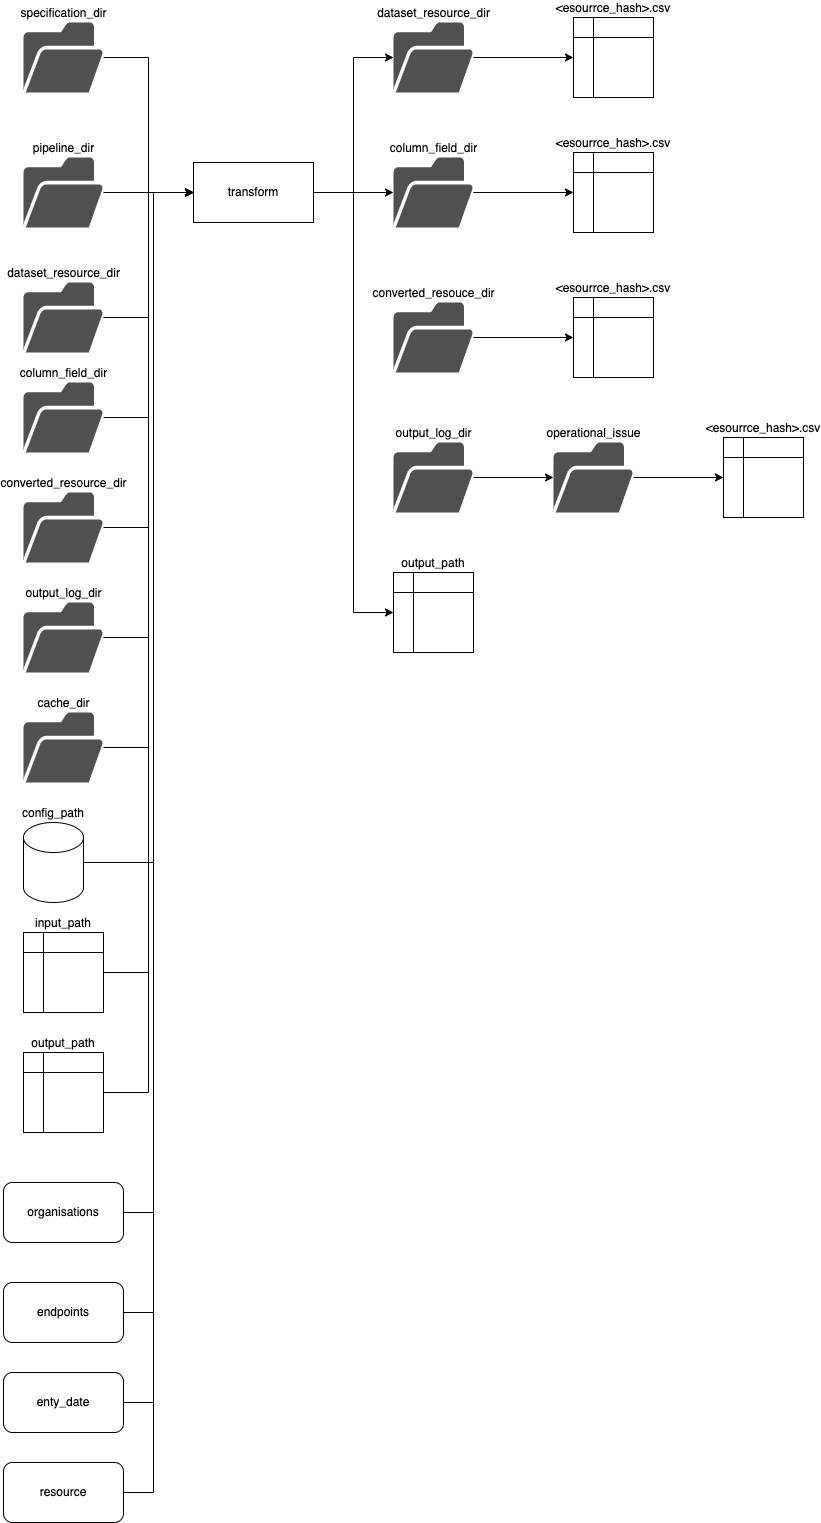 specification_dir
dataset_resource_dir
<esourrce_hash>.csv
pipeline_dir
transform
column_field_dir
<esourrce_hash>.csv
dataset_resource_dir
converted_resouce_dir
<esourrce_hash>.csv
column_field_dir
output_log_dir
operational_issue
<esourrce_hash>.csv
converted_resource_dir
output_path
output_log_dir
cache_dir
config_path
input_path
output_path
organisations
endpoints
enty_date
resource